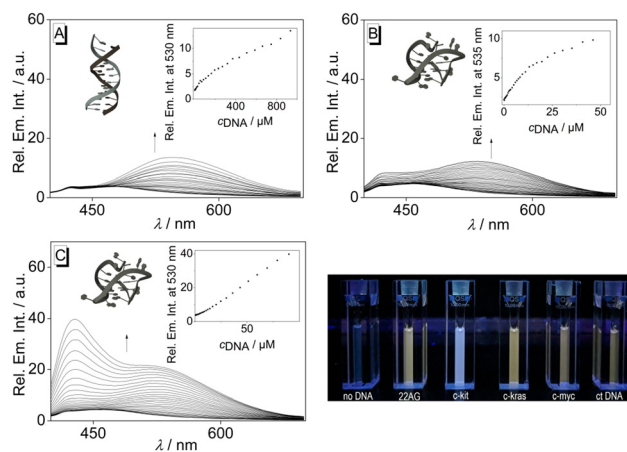 A
60
40
20
0
Rel. Em. Int. / a.u.
450
600
λ / nm
Rel. Em. Int. at 530 nm
10
5
0
400
800
cDNA / µM
B
60
40
20
0
Rel. Em. Int. / a.u.
450
600
λ / nm
Rel. Em. Int. at 535 nm
10
5
0
0
25
50
cDNA / µM
C
60
40
20
0
Rel. Em. Int. / a.u.
450
600
λ / nm
Rel. Em. Int. at 530 nm
40
20
0
50
cDNA / µM
no DNA 22AG c-kit c-kras c-myc ct DNA